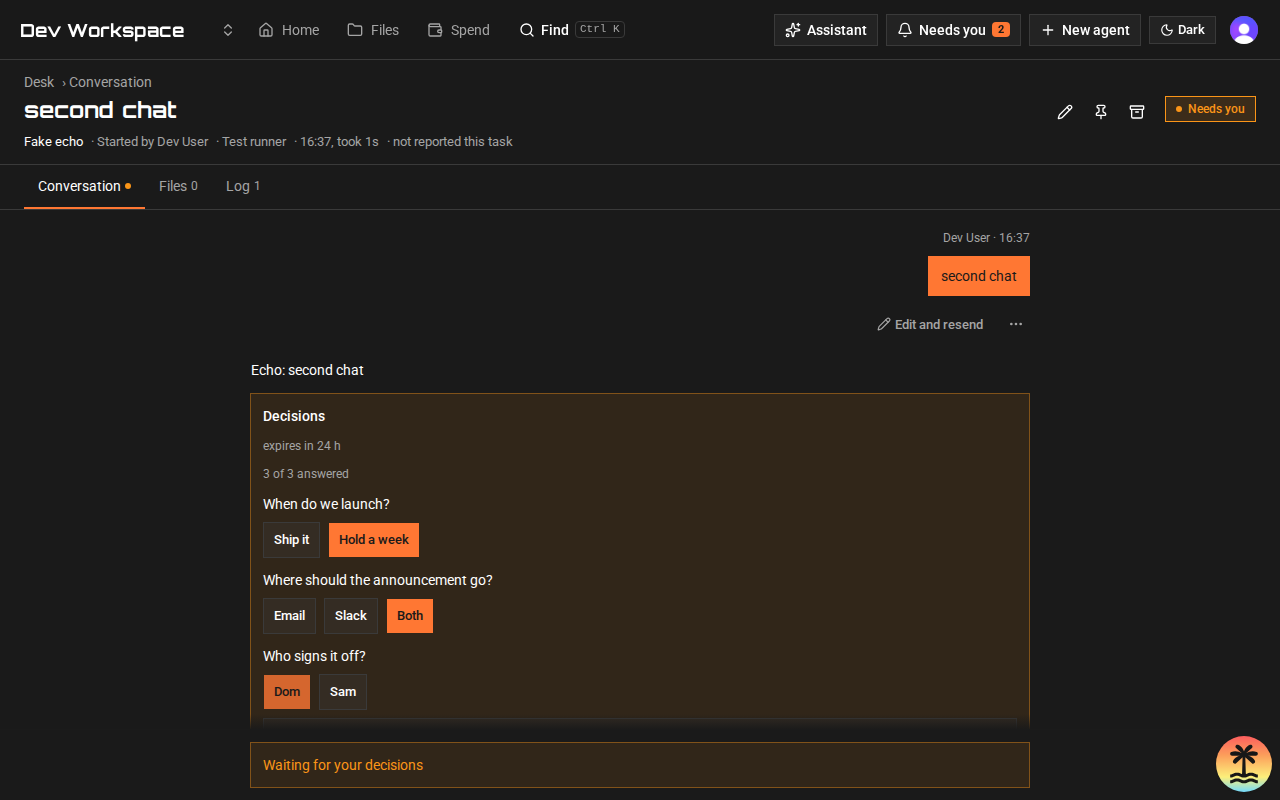 Dev Workspace Home Files Spend Find Ctrl K Assistant Needs you 2 New agent Dark
Desk › Conversation
second chat
Needs you
Fake echo · Started by Dev User · Test runner · 16:37, took 1s · not reported this task
Conversation Files 0 Log 1
Dev User · 16:37
second chat
Edit and resend ···
Echo: second chat
Decisions
expires in 24 h
3 of 3 answered
When do we launch?
Ship it Hold a week
Where should the announcement go?
Email Slack Both
Who signs it off?
Dom Sam
Waiting for your decisions